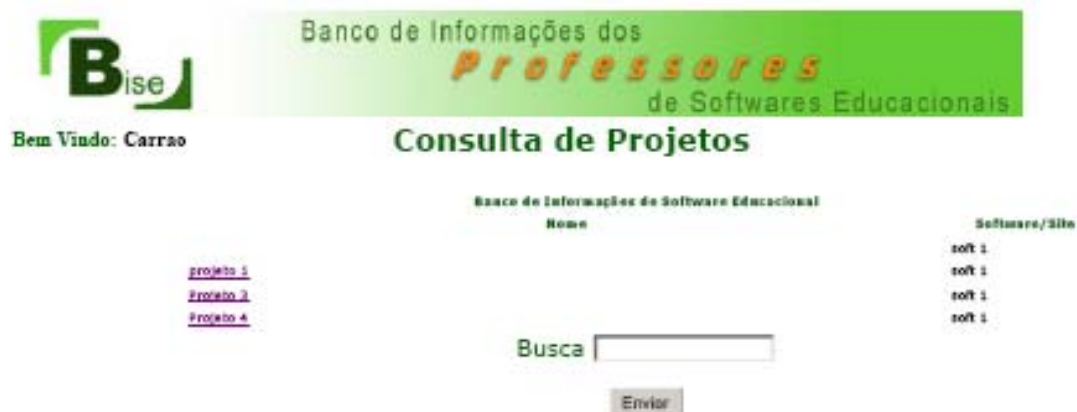 Bise
Banco de Informações dos
Professores
de Softwares Educacionais
Bem Vindo: Carrao
Consulta de Projetos
Banco de Informações de Software Educacional
Nome Software/Site
soft 1
projeto 1 soft 1
Projeto 3 soft 1
Projeto 4 soft 1
Busca
Enviar